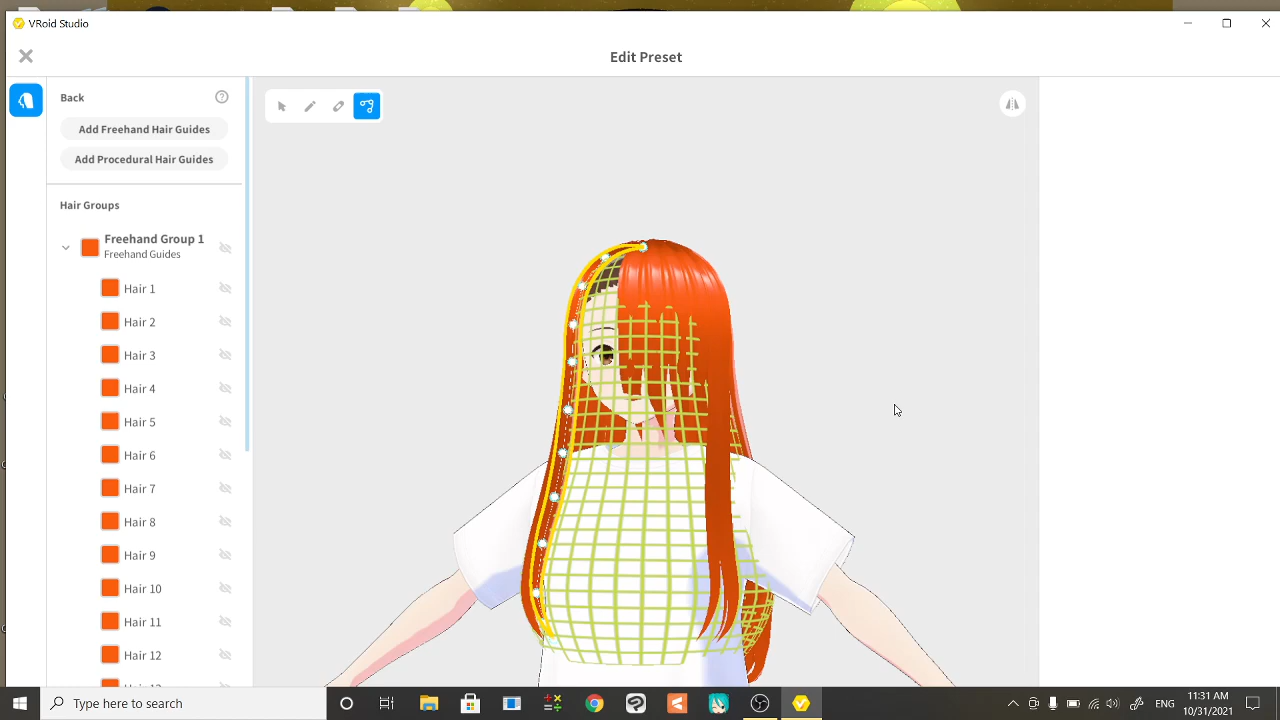 VRoid Studio
Edit Preset
Back
Add Freehand Hair Guides
Add Procedural Hair Guides
Hair Groups
Freehand Group 1
Freehand Guides
Hair 1
Hair 2
Hair 3
Hair 4
Hair 5
Hair 6
Hair 7
Hair 8
Hair 9
Hair 10
Hair 11
Hair 12
Type here to search
ENG
11:31 AM
10/31/2021